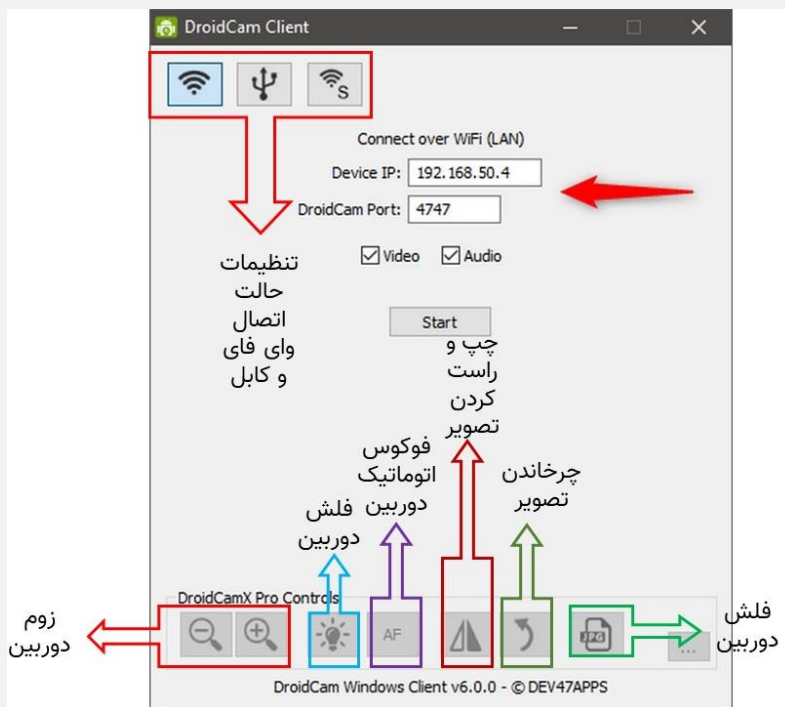 DroidCam Client
S
Connect over WiFi (LAN)
Device IP: 192.168.50.4
DroidCam Port: 4747
Video Audio
Start
تنظیمات
حالت
اتصال
وای فای
و کابل
چپ و
راست
کردن
تصویر
فوکوس
اتوماتیک
دوربین
چرخاندن
تصویر
فلش
دوربین
DroidCamX Pro Controls
زوم
دوربین
AF
JPG
...
فلش
دوربین
DroidCam Windows Client v6.0.0 - © DEV47APPS